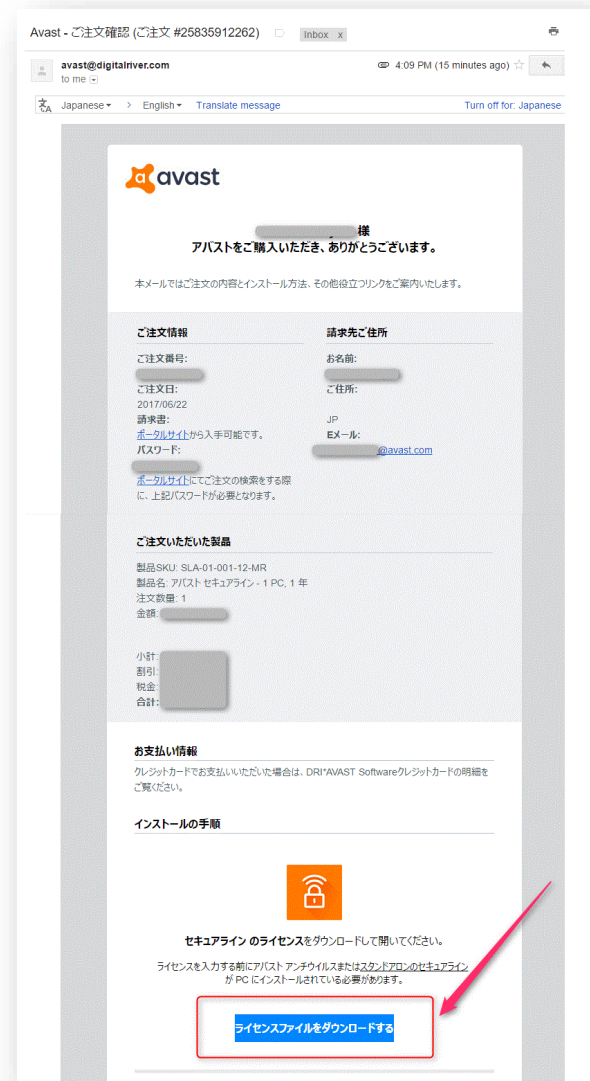 Avast - ご注文確認 (ご注文 #25835912262)
Inbox x
avast@digitalriver.com
4:09 PM (15 minutes ago)
to me
Japanese > English Translate message
Turn off for: Japanese
avast
様
アバストをご購入いただき、ありがとうございます。
本メールではご注文の内容とインストール方法、その他役立つリンクをご案内いたします。
ご注文情報
ご注文番号:
ご注文日:
2017/06/22
請求書:
ポータルサイトから入手可能です。
パスワード:
ポータルサイトにてご注文の検索をする際
に、上記パスワードが必要となります。
請求先ご住所
お名前:
ご住所:
JP
Eメール:
@avast.com
ご注文いただいた製品
製品SKU: SLA-01-001-12-MR
製品名: アバスト セキュアライン - 1 PC, 1 年
注文数量: 1
金額:
小計:
割引:
税金:
合計:
お支払い情報
クレジットカードでお支払いいただいた場合は、DRI*AVAST Softwareクレジットカードの明細を
ご覧ください。
インストールの手順
セキュアライン のライセンスをダウンロードして開いてください。
ライセンスを入力する前にアバスト アンチウイルスまたはスタンドアロンのセキュアライン
が PC にインストールされている必要があります。
ライセンスファイルをダウンロードする